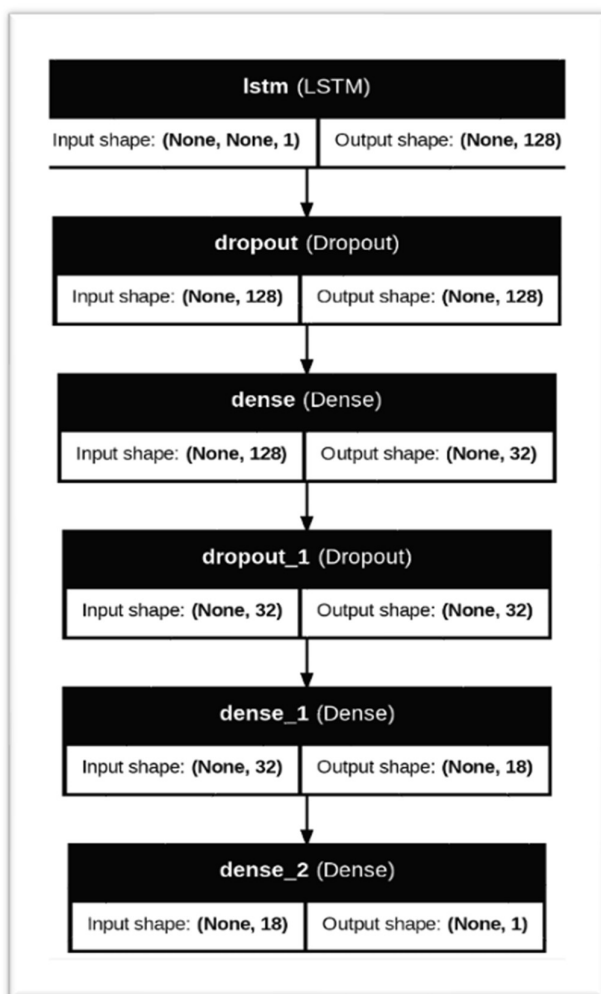 lstm (LSTM)
Input shape: (None, None, 1) Output shape: (None, 128)
dropout (Dropout)
Input shape: (None, 128) Output shape: (None, 128)
dense (Dense)
Input shape: (None, 128) Output shape: (None, 32)
dropout_1 (Dropout)
Input shape: (None, 32) Output shape: (None, 32)
dense_1 (Dense)
Input shape: (None, 32) Output shape: (None, 18)
dense_2 (Dense)
Input shape: (None, 18) Output shape: (None, 1)